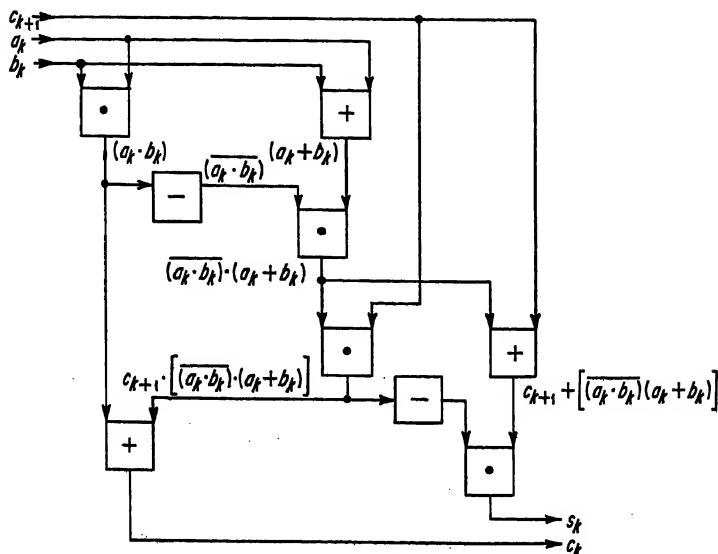 c_{k+1}
a_k
b_k
• +
(a_k·b_k) (\overline{a_k·b_k}) (a_k+b_k)
− •
(\overline{a_k·b_k})·(a_k+b_k)
• +
c_{k+1}·[(\overline{a_k·b_k})·(a_k+b_k)] − c_{k+1}+[(\overline{a_k·b_k})(a_k+b_k)]
+ •
s_k
c_k